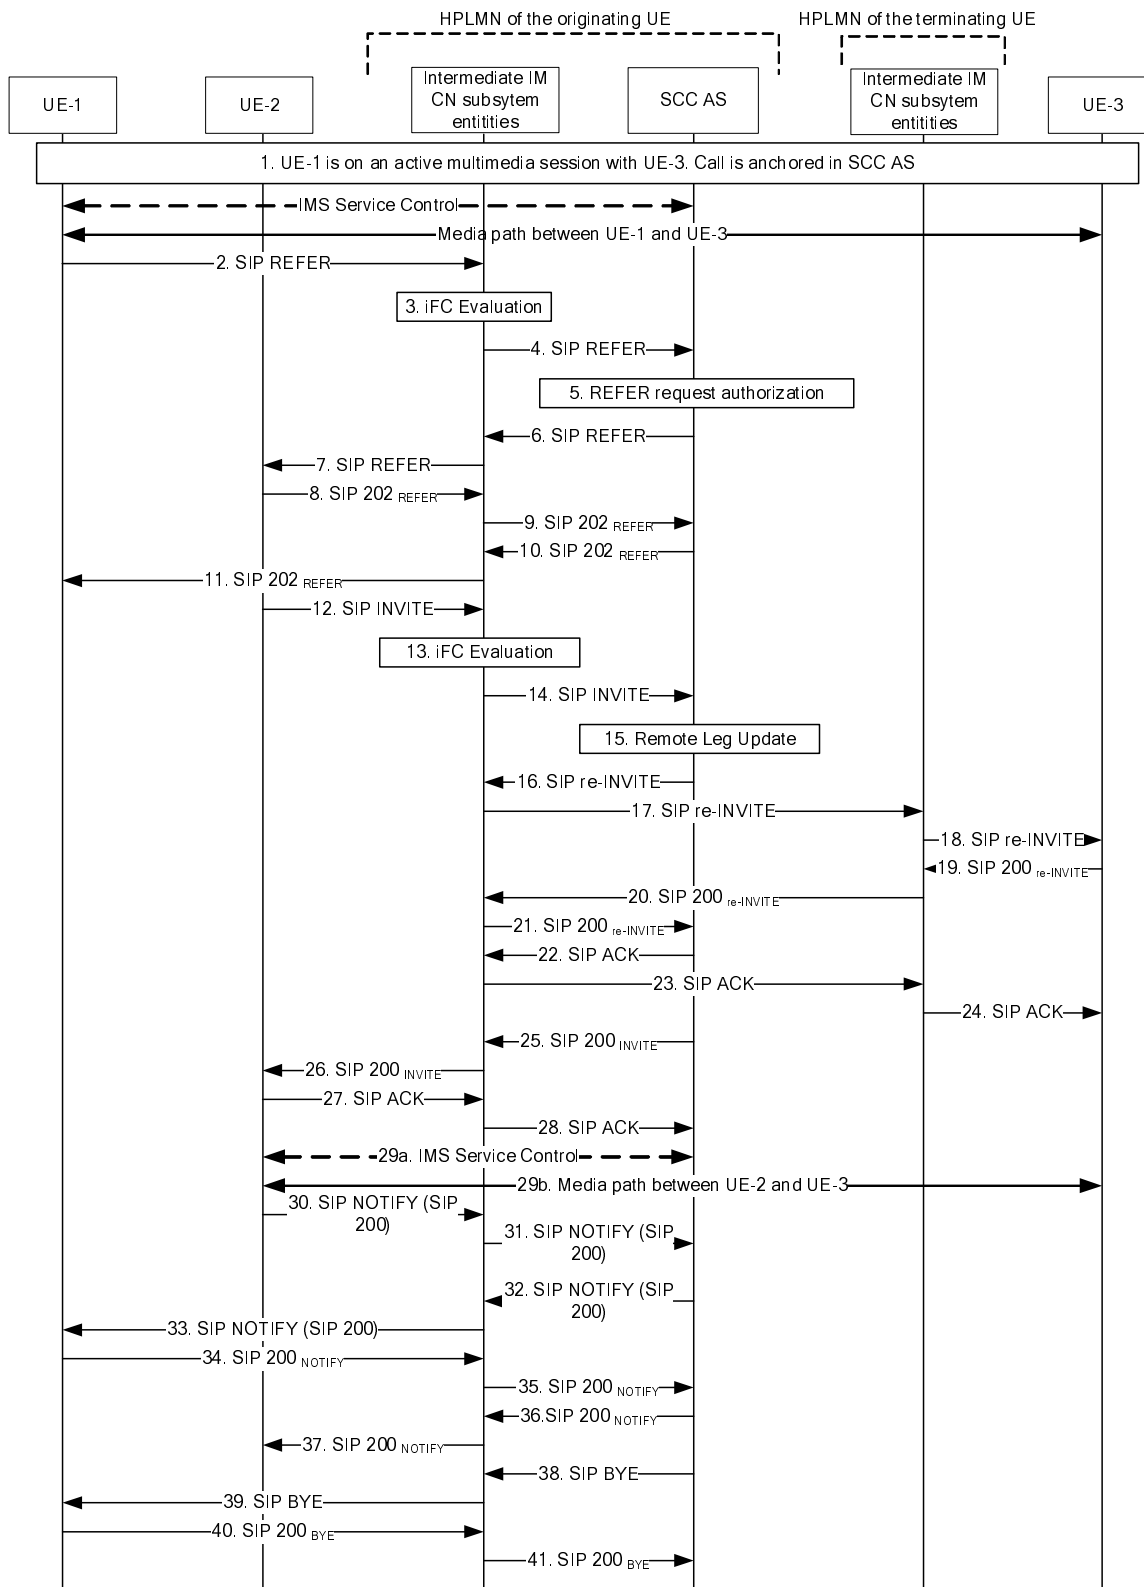 HPLMN of the originating UE
HPLMN of the terminating UE
UE-1
UE-2
Intermediate IM
CN subsytem
entities
SCC AS
Intermediate IM
CN subsystem
entitities
UE-3
1. UE-1 is on an active multimedia session with UE-3. Call is anchored in SCC AS
IMS Service Control
Media path between UE-1 and UE-3
2. SIP REFER
3. iFC Evaluation
4. SIP REFER
5. REFER request authorization
6. SIP REFER
7. SIP REFER
8. SIP 202 REFER
9. SIP 202 REFER
10. SIP 202 REFER
11. SIP 202 REFER
12. SIP INVITE
13. iFC Evaluation
14. SIP INVITE
15. Remote Leg Update
16. SIP re-INVITE
17. SIP re-INVITE
18. SIP re-INVITE
19. SIP 200 re-INVITE
20. SIP 200 re-INVITE
21. SIP 200 re-INVITE
22. SIP ACK
23. SIP ACK
24. SIP ACK
25. SIP 200 INVITE
26. SIP 200 INVITE
27. SIP ACK
28. SIP ACK
29a. IMS Service Control
29b. Media path between UE-2 and UE-3
30. SIP NOTIFY (SIP
200)
31. SIP NOTIFY (SIP
200)
32. SIP NOTIFY (SIP
200)
33. SIP NOTIFY (SIP 200)
34. SIP 200 NOTIFY
35. SIP 200 NOTIFY
36.SIP 200 NOTIFY
37. SIP 200 NOTIFY
38. SIP BYE
39. SIP BYE
40. SIP 200 BYE
41. SIP 200 BYE